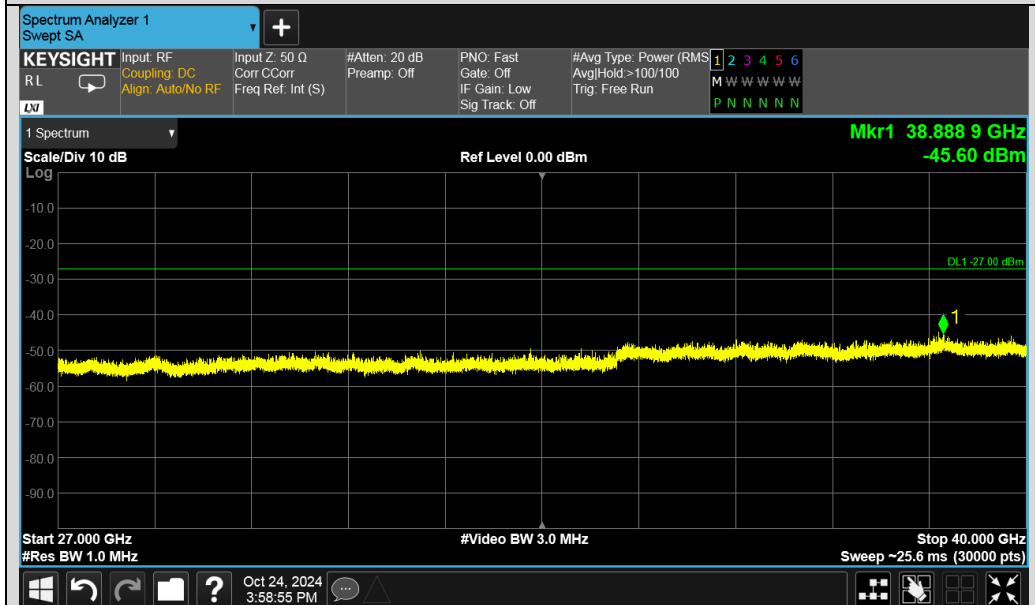 Spectrum Analyzer 1
Swept SA
+
KEYSIGHT
R L
LXI
Input: RF
Coupling: DC
Align: Auto/No RF
Input Z: 50 Ω
Corr CCorr
Freq Ref: Int (S)
#Atten: 20 dB
Preamp: Off
PNO: Fast
Gate: Off
IF Gain: Low
Sig Track: Off
#Avg Type: Power (RMS
Avg|Hold:>100/100
Trig: Free Run
1 2 3 4 5 6
M W W W W W
P N N N N N
1 Spectrum
Mkr1 38.888 9 GHz
-45.60 dBm
Scale/Div 10 dB
Ref Level 0.00 dBm
Log
-10.0
-20.0
DL1 -27.00 dBm
-30.0
-40.0
1
-50.0
-60.0
-70.0
-80.0
-90.0
Start 27.000 GHz
#Video BW 3.0 MHz
Stop 40.000 GHz
#Res BW 1.0 MHz
Sweep ~25.6 ms (30000 pts)
?
Oct 24, 2024
3:58:55 PM